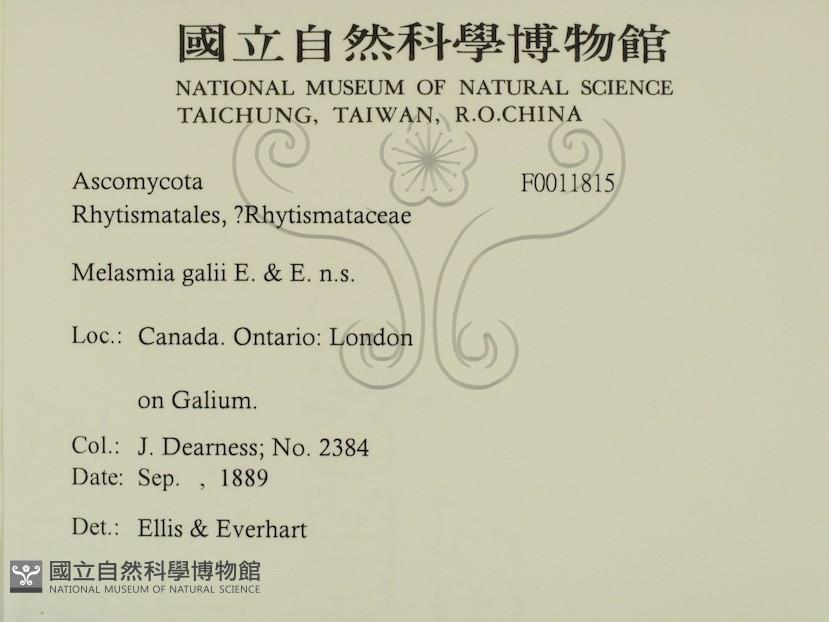 國立自然科學博物館
NATIONAL MUSEUM OF NATURAL SCIENCE
TAICHUNG, TAIWAN, R.O.CHINA
Ascomycota F0011815
Rhytismatales, ?Rhytismataceae
Melasmia galii E. & E. n.s.
Loc.: Canada. Ontario: London
on Galium.
Col.: J. Dearness; No. 2384
Date: Sep. , 1889
Det.: Ellis & Everhart
國立自然科學博物館
NATIONAL MUSEUM OF NATURAL SCIENCE